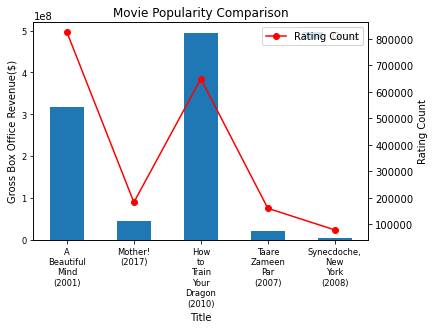 Movie Popularity Comparison
1e8
Rating Count
Gross Box Office Revenue($)
5
4
3
2
1
0
800000
700000
600000
500000
400000
300000
200000
100000
Rating Count
A
Beautiful
Mind
(2001)
Mother!
(2017)
How
to
Train
Your
Dragon
(2010)
Taare
Zameen
Par
(2007)
Synecdoche,
New
York
(2008)
Title